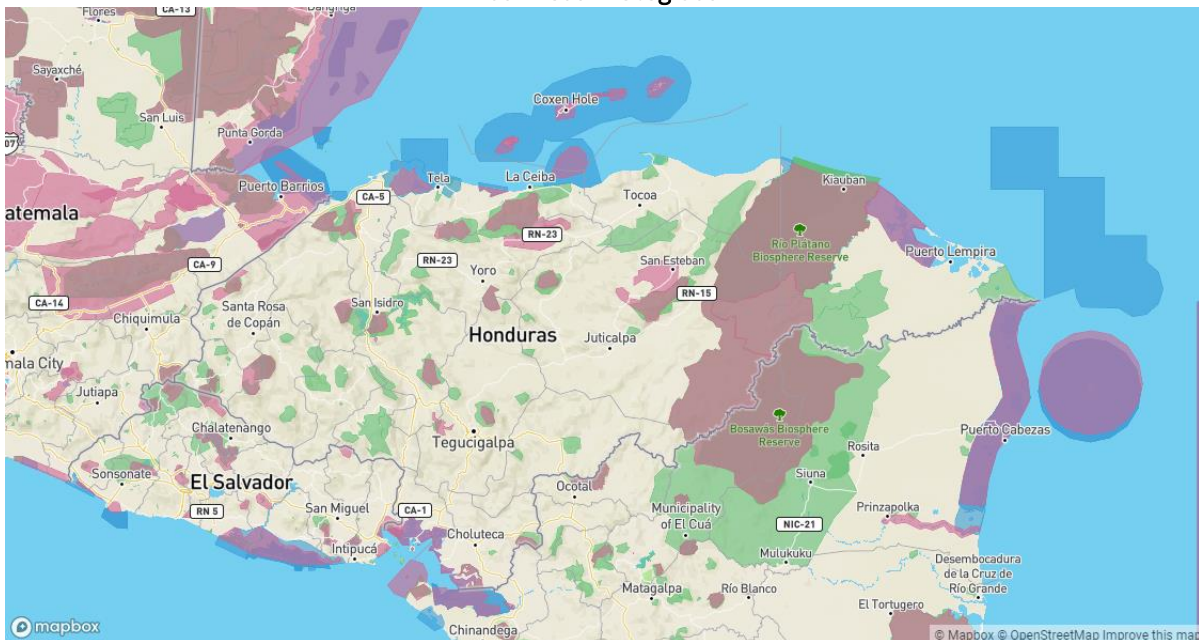 Flores
CA-13
Dangriga
Sayaxché
San Luis
Coxen Hole
Punta Gorda
07
Puerto Barrios
CA-5
Tela
La Ceiba
Kiauban
atemala
Tocoa
Río Plátano
Biosphere Reserve
Puerto Lempira
RN-23
CA-9
RN-23
Yoro
San Esteban
RN-15
CA-14
Chiquimula
Santa Rosa
de Copán
San Isidro
Honduras
Juticalpa
mala City
Jutiapa
Chalatenango
Tegucigalpa
Bosawás Biosphere
Reserve
Rosita
Puerto Cabezas
Sonsonate
El Salvador
Ocotal
Siuna
RN 5
San Miguel
CA-1
Municipality
of El Cuá
Prinzapolka
NIC-21
Intipucá
Choluteca
Mulukuku
Desembocadura
de la Cruz de
Río Grande
Matagalpa
Río Blanco
El Tortugero
Chinandega
mapbox
© Mapbox © OpenStreetMap Improve this map